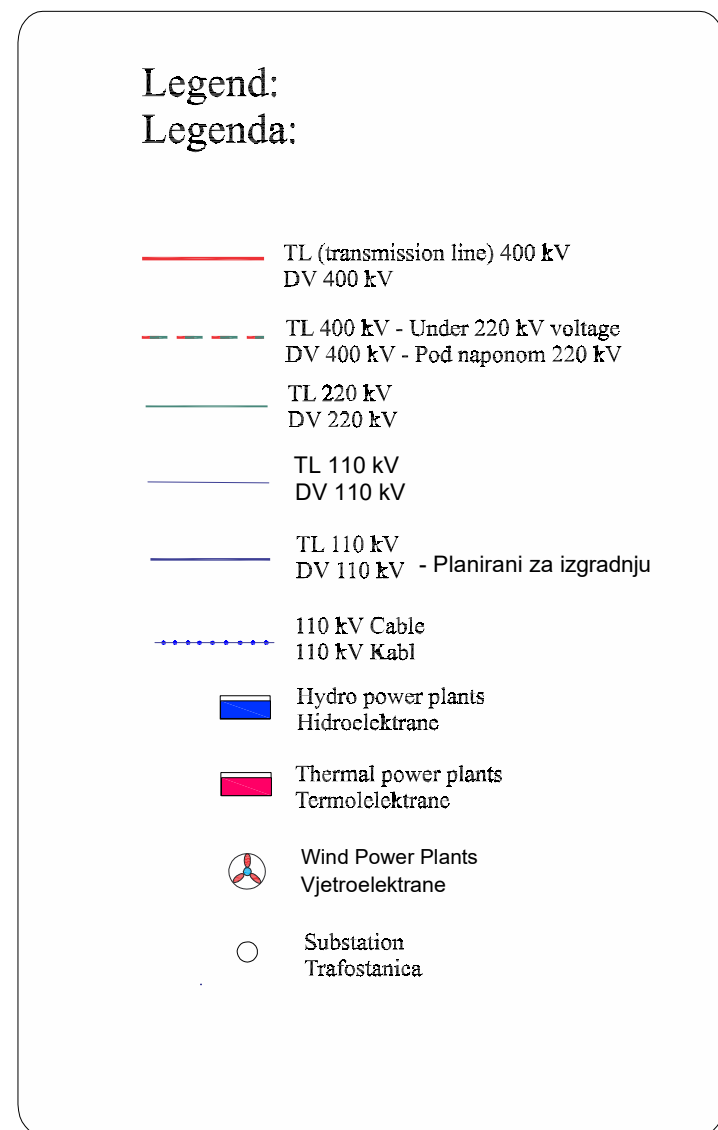 Legend:
Legenda:
TL (transmission line) 400 kV
DV 400 kV
TL 400 kV - Under 220 kV voltage
DV 400 kV - Pod naponom 220 kV
TL 220 kV
DV 220 kV
TL 110 kV
DV 110 kV
TL 110 kV
DV 110 kV - Planirani za izgradnju
110 kV Cable
110 kV Kabl
Hydro power plants
Hidroelektrane
Thermal power plants
Termolelektrane
Wind Power Plants
Vjetroelektrane
Substation
Trafostanica